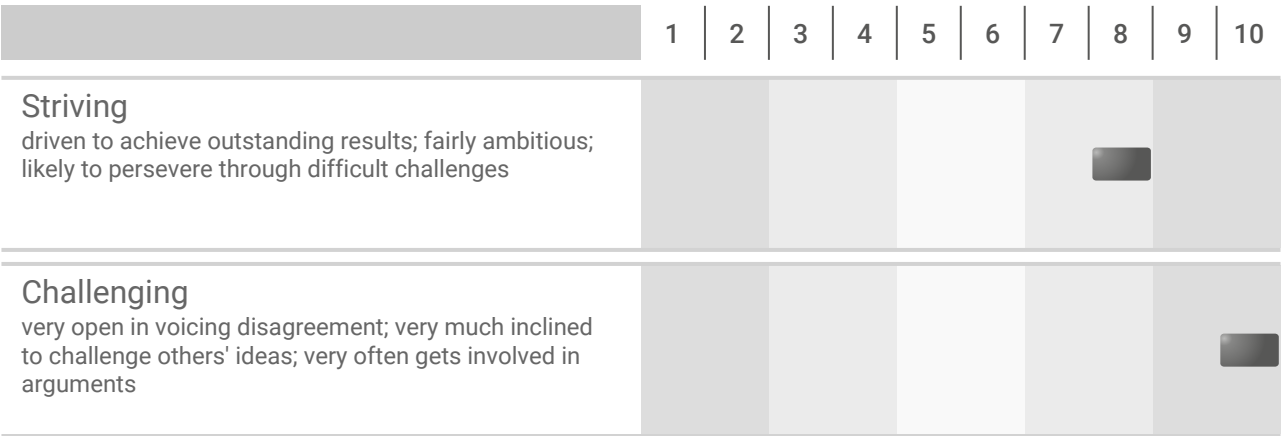 1 2 3 4 5 6 7 8 9 10
Striving
driven to achieve outstanding results; fairly ambitious;
likely to persevere through difficult challenges
Challenging
very open in voicing disagreement; very much inclined
to challenge others' ideas; very often gets involved in
arguments